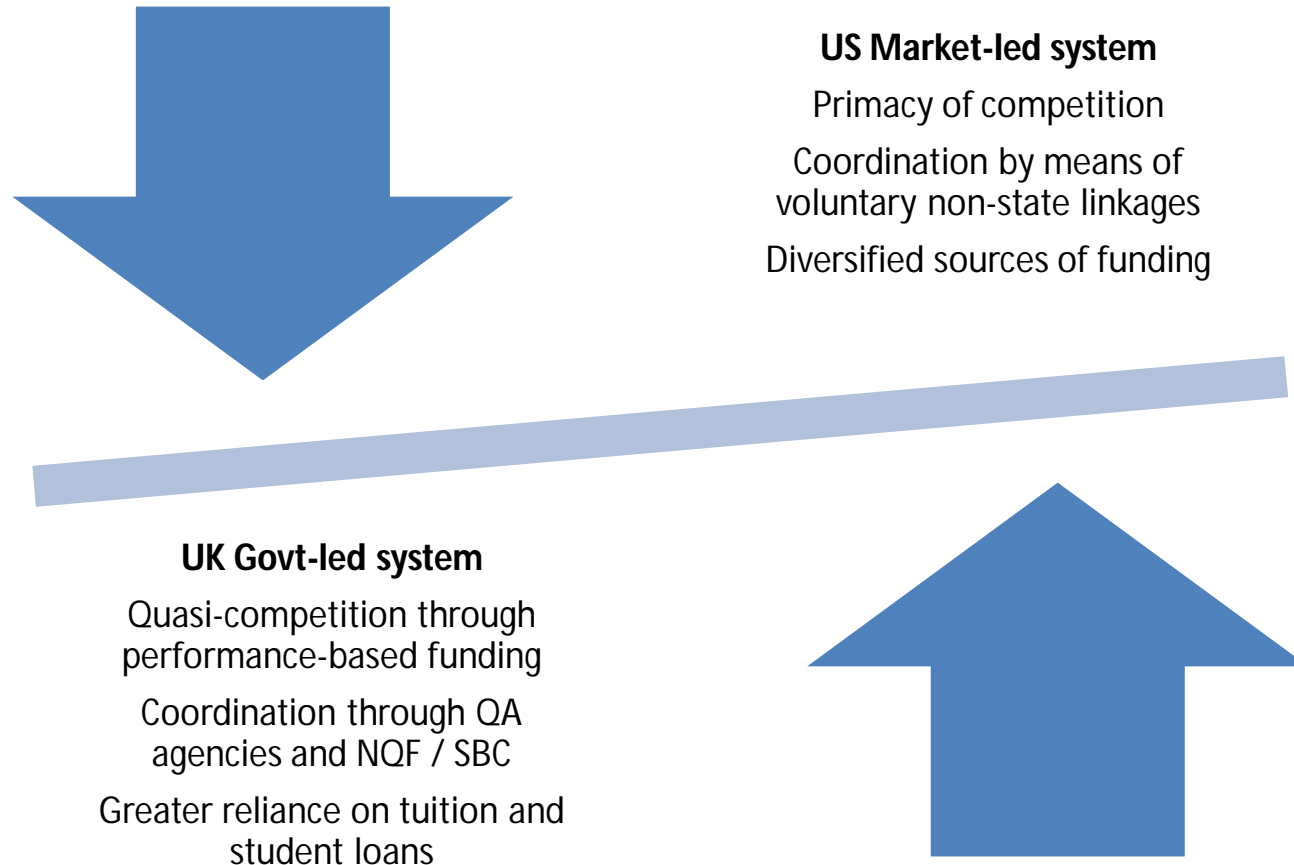 US Market-led system
Primacy of competition
Coordination by means of
voluntary non-state linkages
Diversified sources of funding
UK Govt-led system
Quasi-competition through
performance-based funding
Coordination through QA
agencies and NQF / SBC
Greater reliance on tuition and
student loans